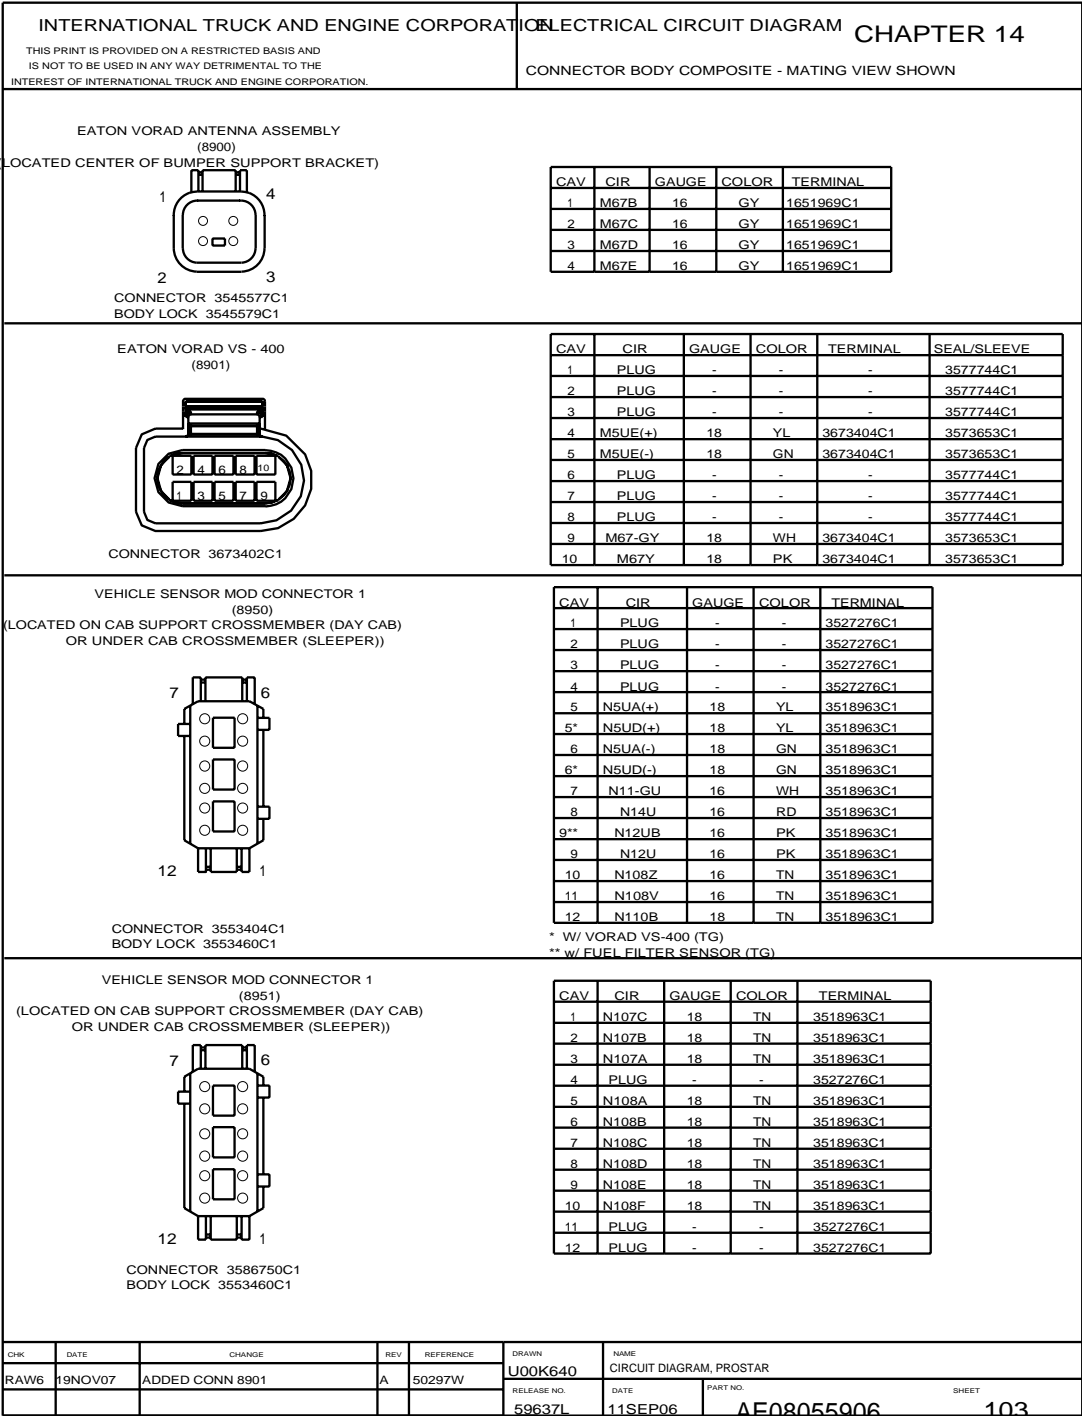 INTERNATIONAL TRUCK AND ENGINE CORPORATION
THIS PRINT IS PROVIDED ON A RESTRICTED BASIS AND
IS NOT TO BE USED IN ANY WAY DETRIMENTAL TO THE
INTEREST OF INTERNATIONAL TRUCK AND ENGINE CORPORATION.
ELECTRICAL CIRCUIT DIAGRAM CHAPTER 14
CONNECTOR BODY COMPOSITE - MATING VIEW SHOWN
EATON VORAD ANTENNA ASSEMBLY
(8900)
(LOCATED CENTER OF BUMPER SUPPORT BRACKET)
1 4
2 3
CONNECTOR 3545577C1
BODY LOCK 3545579C1
CAV CIR GAUGE COLOR TERMINAL
1 M67B 16 GY 1651969C1
2 M67C 16 GY 1651969C1
3 M67D 16 GY 1651969C1
4 M67E 16 GY 1651969C1
EATON VORAD VS - 400
(8901)
2 4 6 8 10
1 3 5 7 9
CONNECTOR 3673402C1
CAV CIR GAUGE COLOR TERMINAL SEAL/SLEEVE
1 PLUG - - - 3577744C1
2 PLUG - - - 3577744C1
3 PLUG - - - 3577744C1
4 M5UE(+) 18 YL 3673404C1 3573653C1
5 M5UE(-) 18 GN 3673404C1 3573653C1
6 PLUG - - - 3577744C1
7 PLUG - - - 3577744C1
8 PLUG - - - 3577744C1
9 M67-GY 18 WH 3673404C1 3573653C1
10 M67Y 18 PK 3673404C1 3573653C1
VEHICLE SENSOR MOD CONNECTOR 1
(8950)
(LOCATED ON CAB SUPPORT CROSSMEMBER (DAY CAB)
OR UNDER CAB CROSSMEMBER (SLEEPER))
7 6
12 1
CONNECTOR 3553404C1
BODY LOCK 3553460C1
CAV CIR GAUGE COLOR TERMINAL
1 PLUG - - 3527276C1
2 PLUG - - 3527276C1
3 PLUG - - 3527276C1
4 PLUG - - 3527276C1
5 N5UA(+) 18 YL 3518963C1
5* N5UD(+) 18 YL 3518963C1
6 N5UA(-) 18 GN 3518963C1
6* N5UD(-) 18 GN 3518963C1
7 N11-GU 16 WH 3518963C1
8 N14U 16 RD 3518963C1
9** N12UB 16 PK 3518963C1
9 N12U 16 PK 3518963C1
10 N108Z 16 TN 3518963C1
11 N108V 16 TN 3518963C1
12 N110B 18 TN 3518963C1
* W/ VORAD VS-400 (TG)
** w/ FUEL FILTER SENSOR (TG)
VEHICLE SENSOR MOD CONNECTOR 1
(8951)
(LOCATED ON CAB SUPPORT CROSSMEMBER (DAY CAB)
OR UNDER CAB CROSSMEMBER (SLEEPER))
7 6
12 1
CONNECTOR 3586750C1
BODY LOCK 3553460C1
CAV CIR GAUGE COLOR TERMINAL
1 N107C 18 TN 3518963C1
2 N107B 18 TN 3518963C1
3 N107A 18 TN 3518963C1
4 PLUG - - 3527276C1
5 N108A 18 TN 3518963C1
6 N108B 18 TN 3518963C1
7 N108C 18 TN 3518963C1
8 N108D 18 TN 3518963C1
9 N108E 18 TN 3518963C1
10 N108F 18 TN 3518963C1
11 PLUG - - 3527276C1
12 PLUG - - 3527276C1
CHK DATE CHANGE REV REFERENCE
RAW6 19NOV07 ADDED CONN 8901 A 50297W
DRAWN
U00K640
NAME
CIRCUIT DIAGRAM, PROSTAR
RELEASE NO.
59637L
DATE
11SEP06
PART NO.
AE08055906
SHEET
103